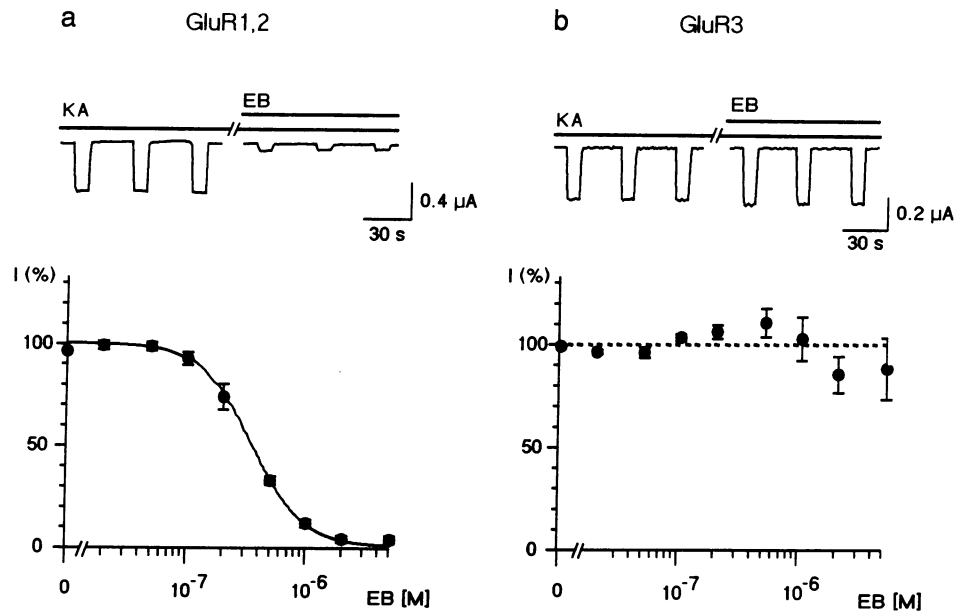 a GluR1,2
KA
EB
0.4 µA
30 s
I (%)
100
50
0
0
10-7
10-6
EB [M]
b GluR3
KA
EB
0.2 µA
30 s
I (%)
100
50
0
0
10-7
10-6
EB [M]